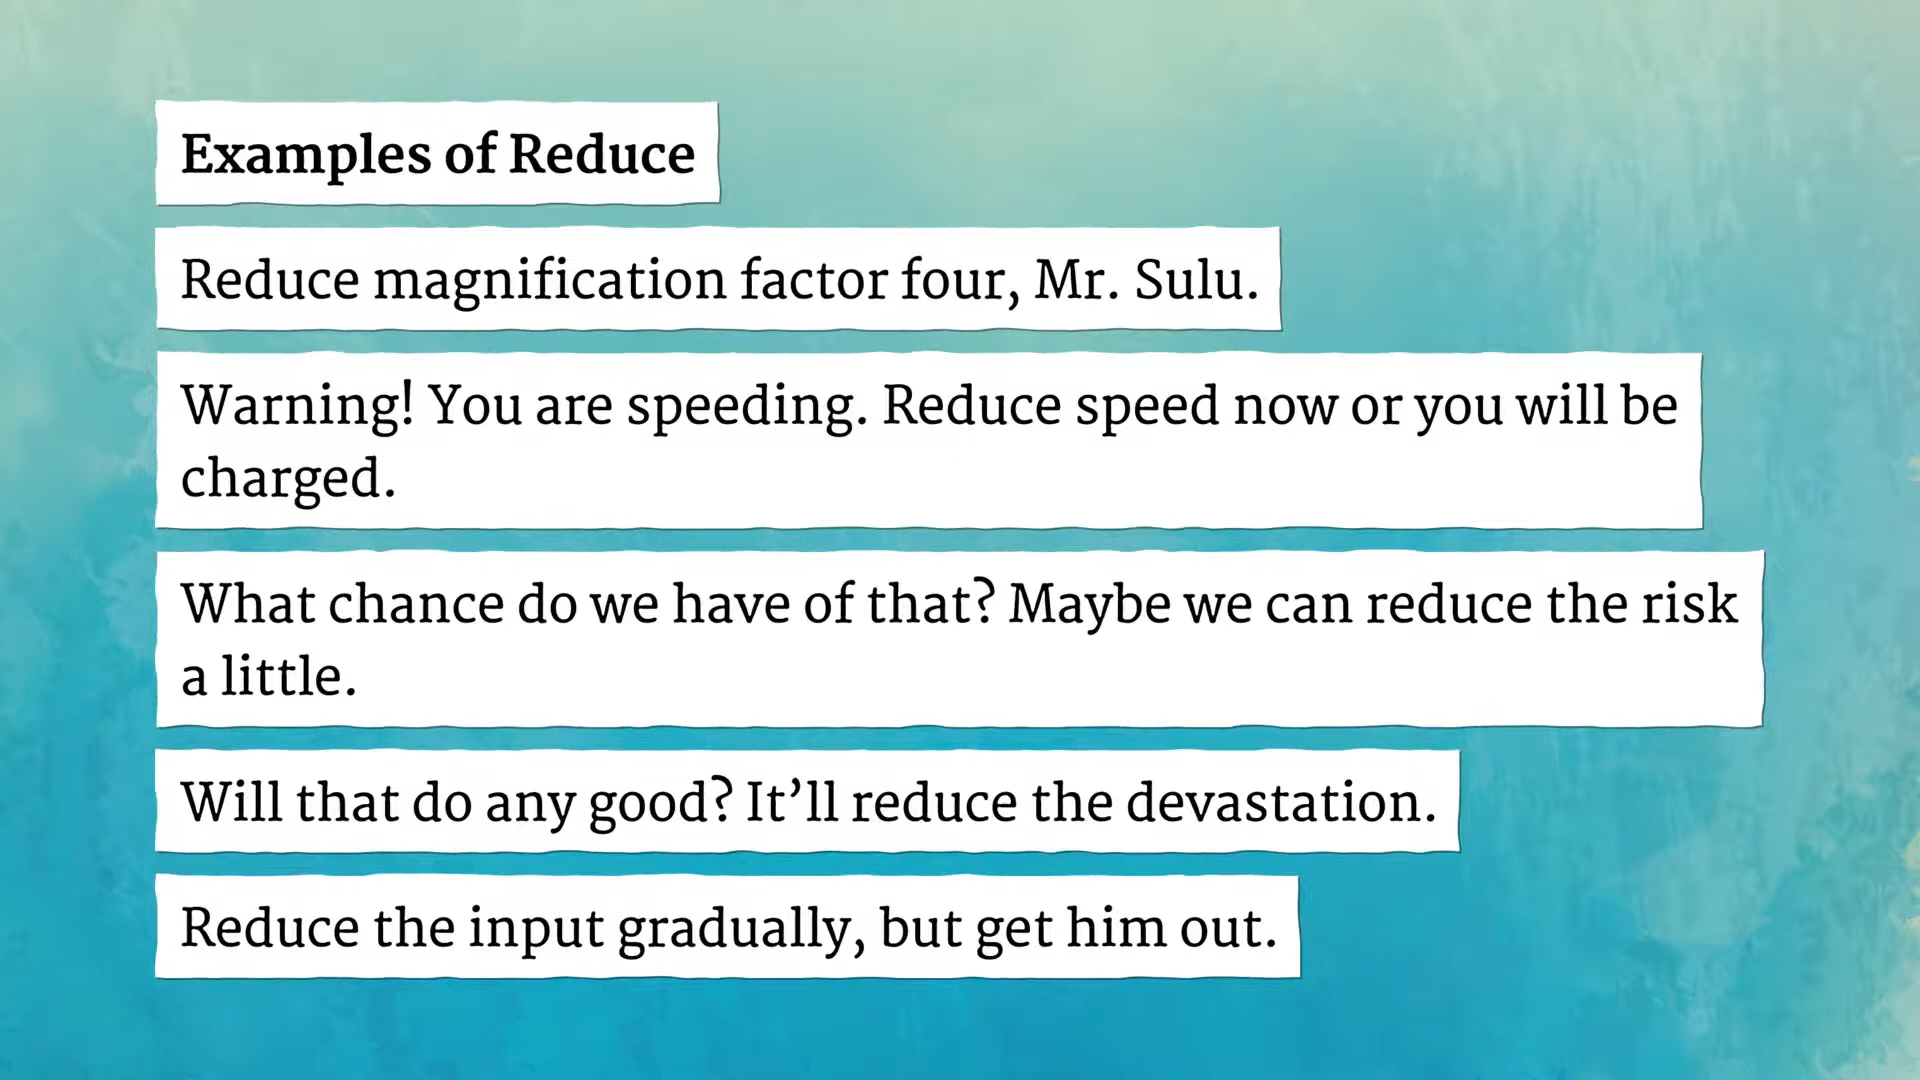 Examples of Reduce
Reduce magnification factor four, Mr. Sulu.
Warning! You are speeding. Reduce speed now or you will be
charged.
What chance do we have of that? Maybe we can reduce the risk
a little.
Will that do any good? It’ll reduce the devastation.
Reduce the input gradually, but get him out.